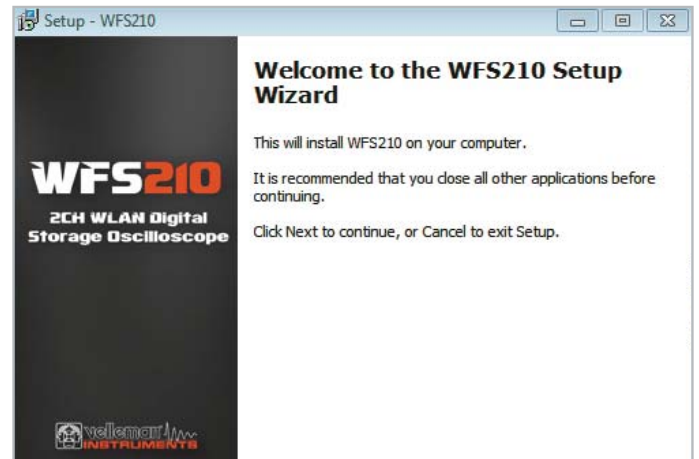 Setup - WFS210
WFS210
2CH WLAN Digital
Storage Oscilloscope
velleman
INSTRUMENTS
Welcome to the WFS210 Setup
Wizard
This will install WFS210 on your computer.
It is recommended that you close all other applications before
continuing.
Click Next to continue, or Cancel to exit Setup.